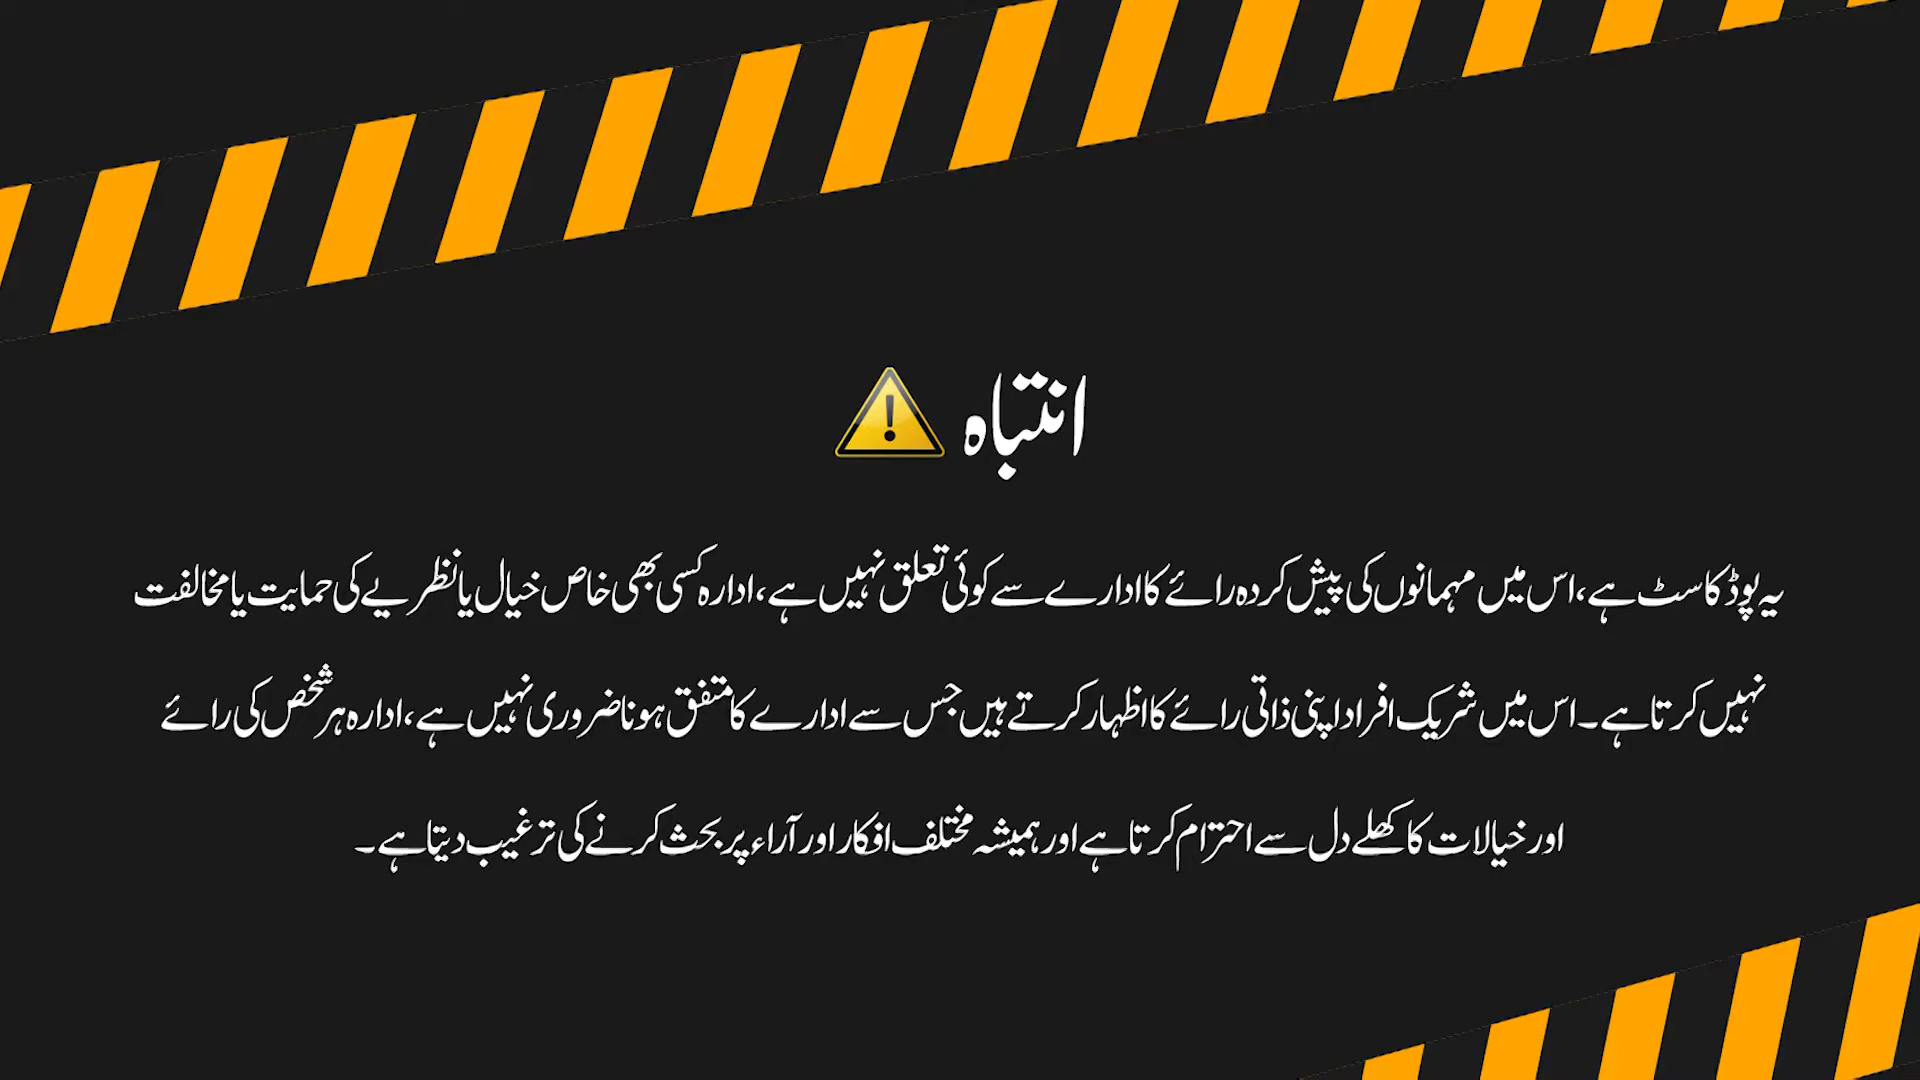 انتباہ
یہ پوڈکاسٹ ہے، اس میں مہمانوں کی پیش کردہ رائے کا ادارے سے کوئی تعلق نہیں ہے، ادارہ کسی بھی خاص خیال یا نظریے کی حمایت یا مخالفت
نہیں کرتا ہے۔ اس میں شریک افراد اپنی ذاتی رائے کا اظہار کرتے ہیں جس سے ادارے کا متفق ہونا ضروری نہیں ہے، ادارہ ہر شخص کی رائے
اور خیالات کا کھلے دل سے احترام کرتا ہے اور ہمیشہ مختلف افکار اور آراء پر بحث کرنے کی ترغیب دیتا ہے۔